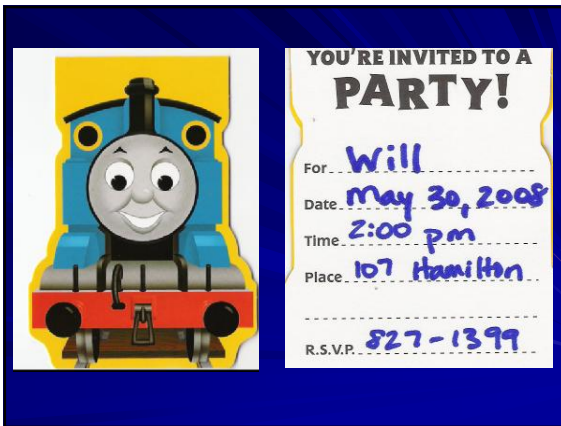 YOU'RE INVITED TO A
PARTY!
For Will
Date May 30, 2008
Time 2:00 pm
Place 107 Hamilton
R.S.V.P. 827-1399